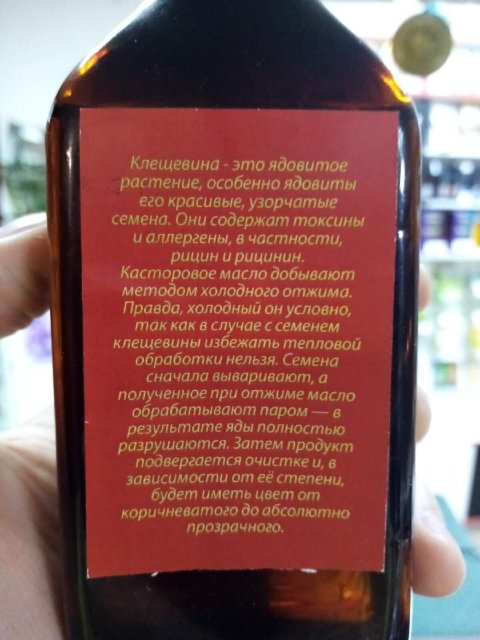 Клещевина - это ядовитое
растение, особенно ядовиты
его красивые, узорчатые
семена. Они содержат токсины
и аллергены, в частности,
рицин и рицинин.
Касторовое масло добывают
методом холодного отжима.
Правда, холодный он условно,
так как в случае с семенем
клещевины избежать тепловой
обработки нельзя. Семена
сначала вываривают, а
полученное при отжиме масло
обрабатывают паром — в
результате яды полностью
разрушаются. Затем продукт
подвергается очистке и, в
зависимости от её степени,
будет иметь цвет от
коричневатого до абсолютно
прозрачного.